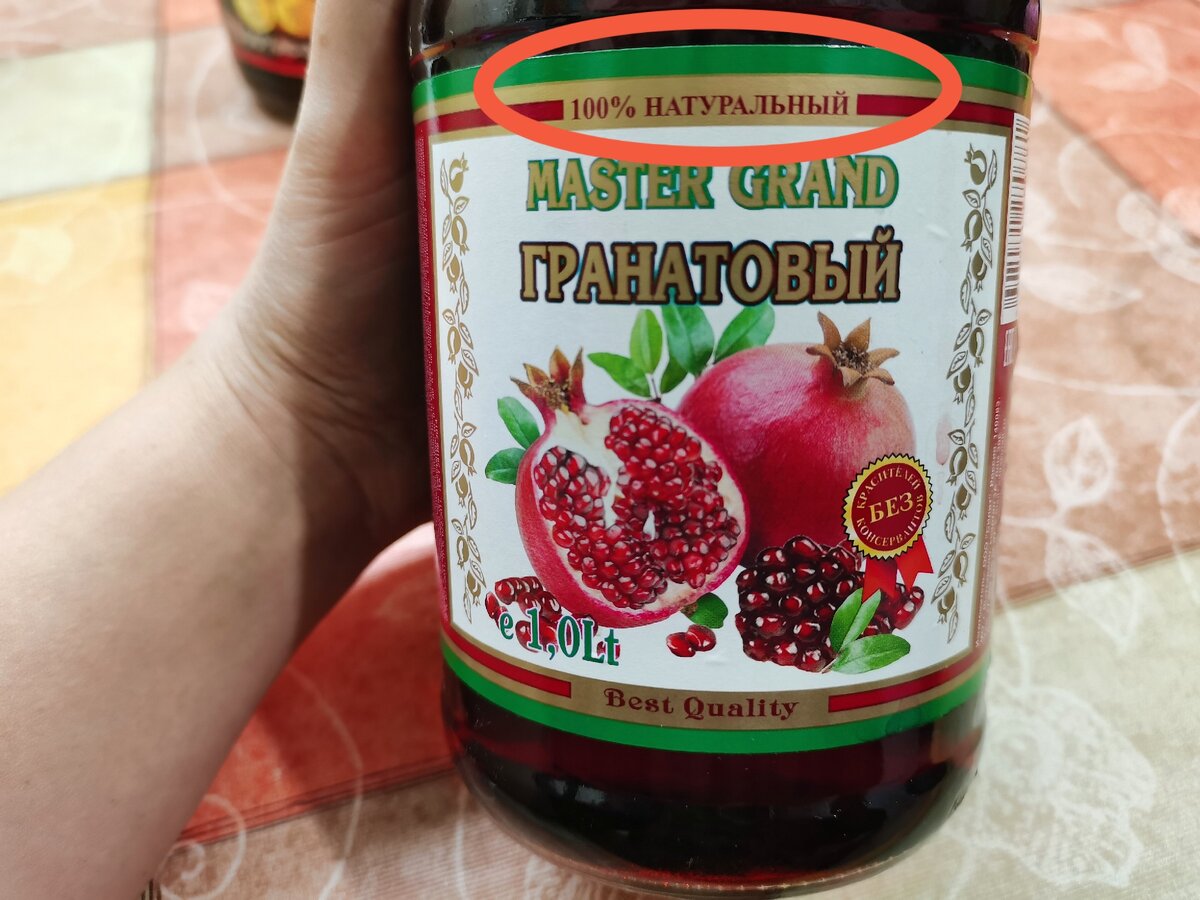 100% НАТУРАЛЬНЫЙ
MASTER GRAND
ГРАНАТОВЫЙ
КРАСИТЕЛЕЙ
БЕЗ
КОНСЕРВАНТОВ
e 1,0Lt
Best Quality